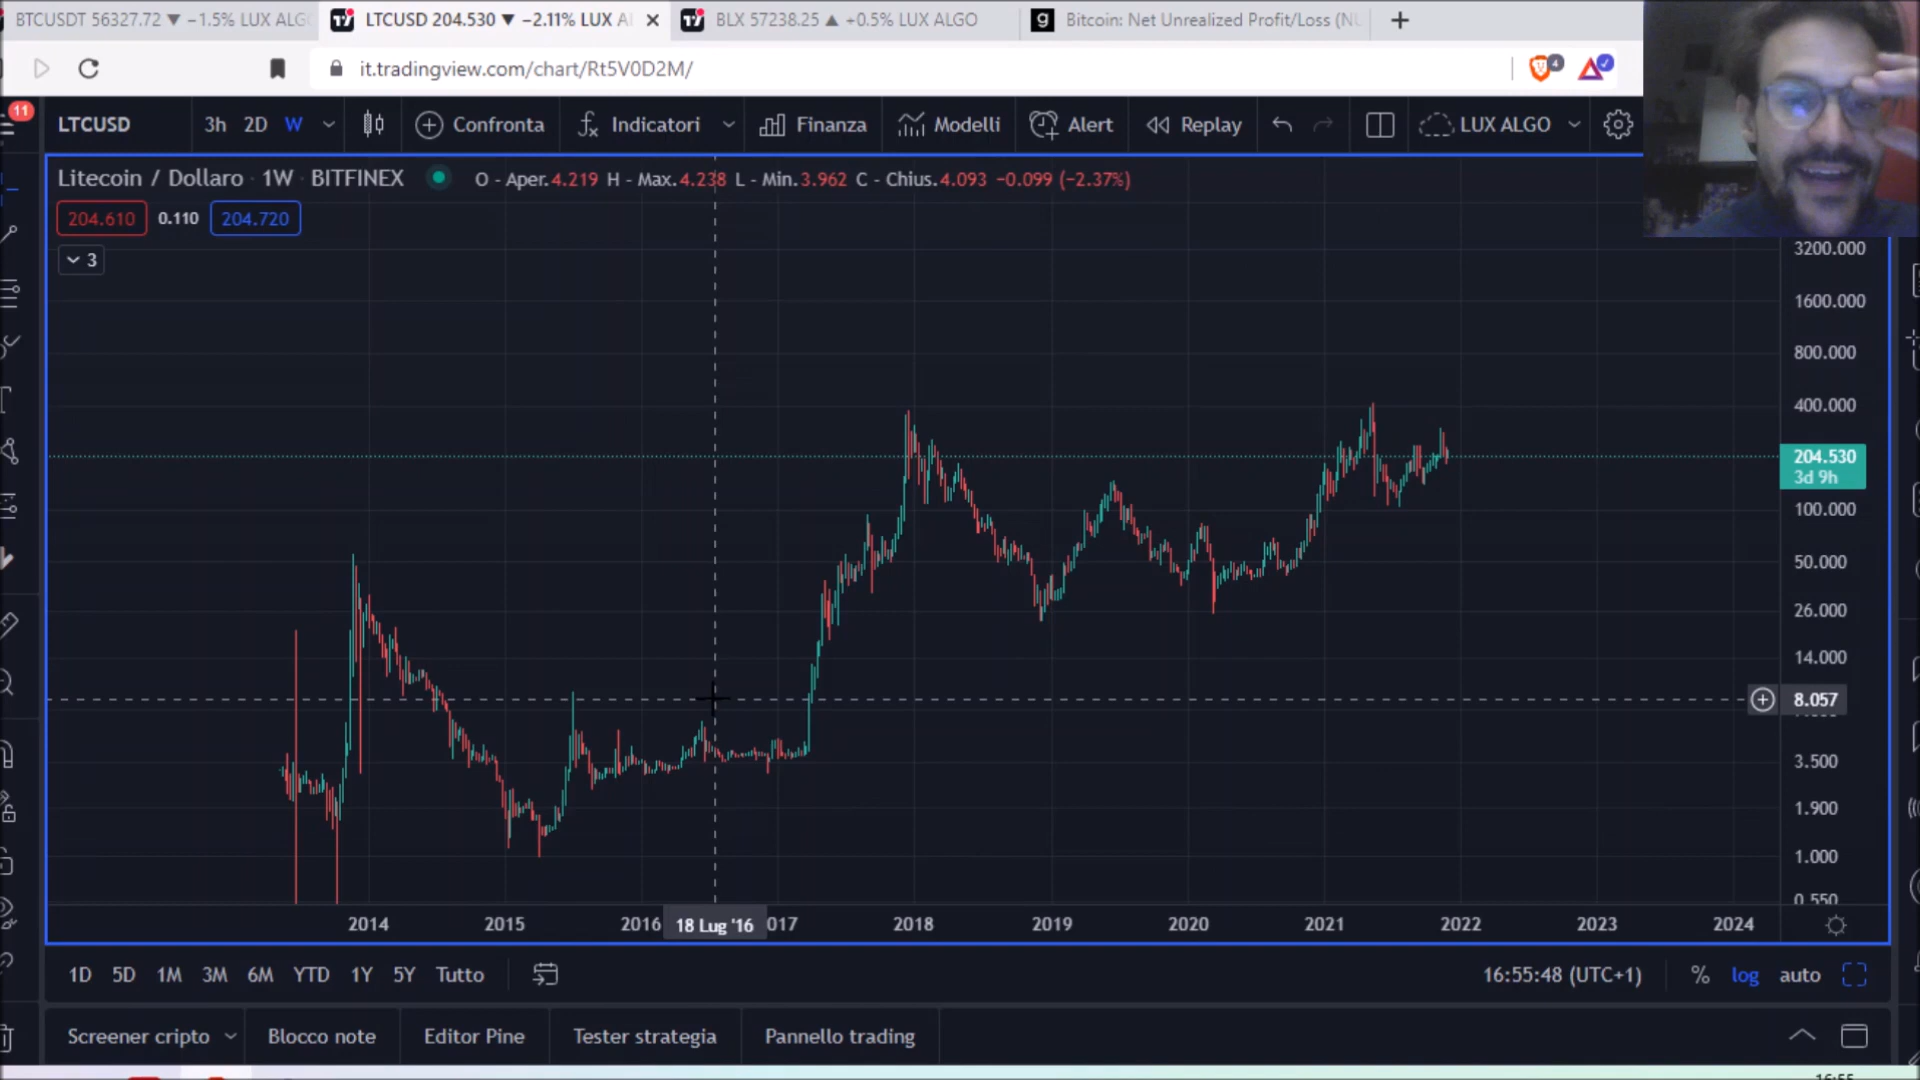 BTCUSDT 56327.72 ▼ −1.5% LUX ALG
LTCUSD 204.530 ▼ −2.11% LUX A
BLX 57238.25 ▲ +0.5% LUX ALGO
Bitcoin: Net Unrealized Profit/Loss (NU
it.tradingview.com/chart/Rt5V0D2M/
4
11
LTCUSD
3h 2D W
Confronta
Indicatori
Finanza
Modelli
Alert
Replay
LUX ALGO
Litecoin / Dollaro · 1W · BITFINEX
O - Aper.4.219 H - Max.4.238 L - Min.3.962 C - Chius.4.093 −0.099 (−2.37%)
204.610 0.110 204.720
3
3200.000
1600.000
800.000
400.000
204.530
3d 9h
100.000
50.000
26.000
14.000
8.057
3.500
1.900
1.000
0.550
2014 2015 2016 18 Lug '16 017 2018 2019 2020 2021 2022 2023 2024
1D 5D 1M 3M 6M YTD 1Y 5Y Tutto
16:55:48 (UTC+1) % log auto
Screener cripto
Blocco note
Editor Pine
Tester strategia
Pannello trading